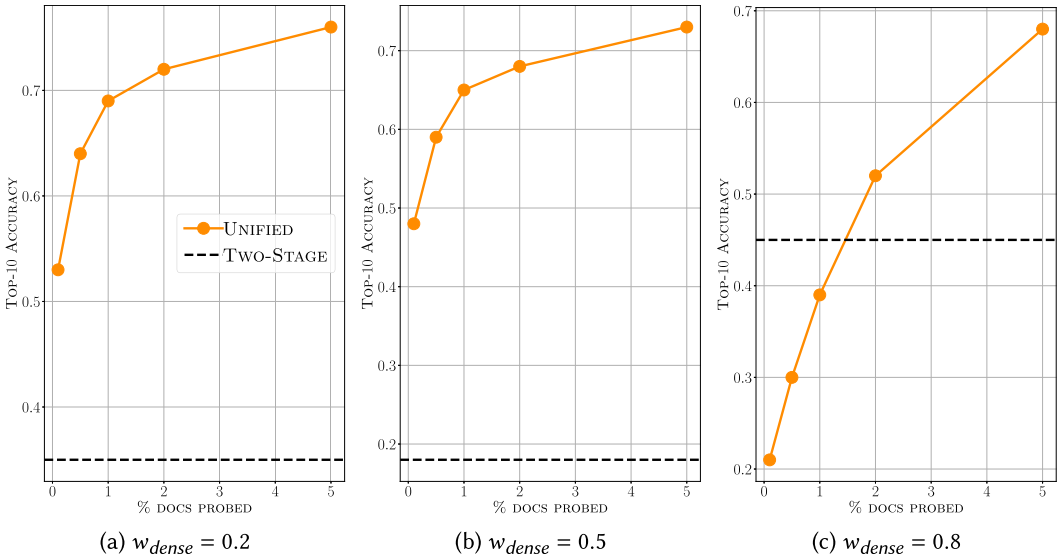 0.7
0.6
0.5
0.4
TOP-10 ACCURACY
UNIFIED
TWO-STAGE
0 1 2 3 4 5
% DOCS PROBED
(a) w_dense = 0.2
0.7
0.6
0.5
0.4
0.3
0.2
TOP-10 ACCURACY
0 1 2 3 4 5
% DOCS PROBED
(b) w_dense = 0.5
0.7
0.6
0.5
0.4
0.3
0.2
TOP-10 ACCURACY
0 1 2 3 4 5
% DOCS PROBED
(c) w_dense = 0.8